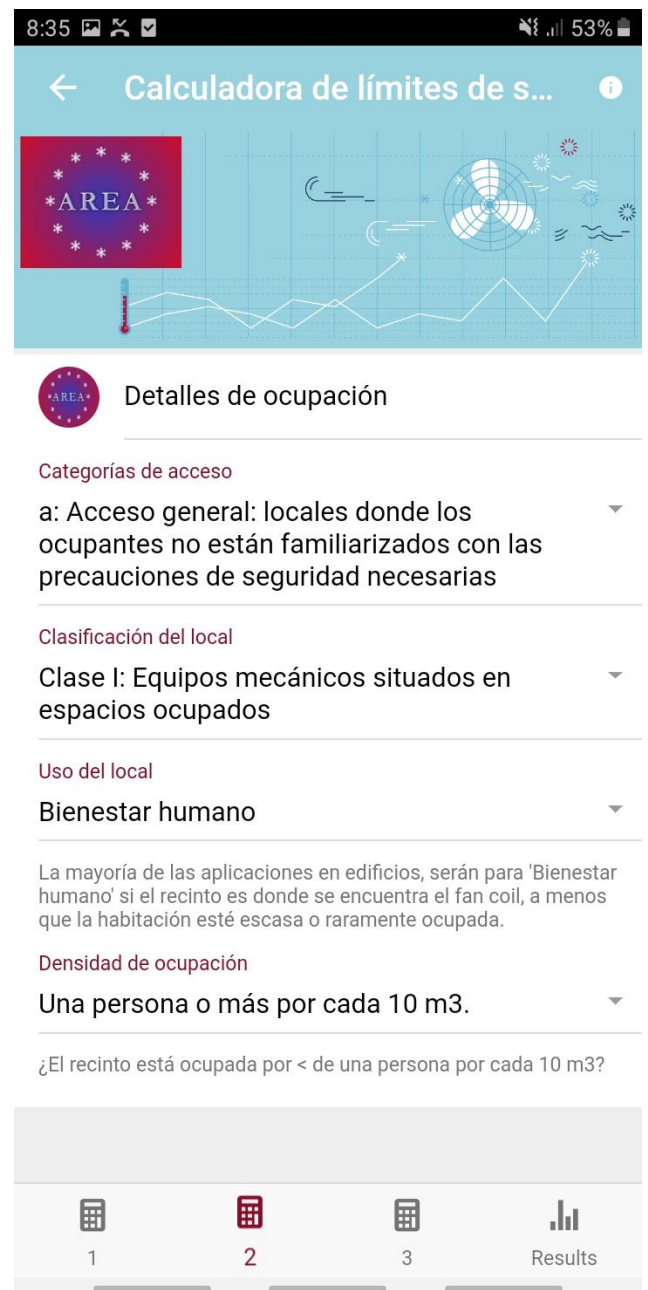 8:35 53%
Calculadora de límites de s...
*AREA*
*AREA*
Detalles de ocupación
Categorías de acceso
a: Acceso general: locales donde los
ocupantes no están familiarizados con las
precauciones de seguridad necesarias
Clasificación del local
Clase I: Equipos mecánicos situados en
espacios ocupados
Uso del local
Bienestar humano
La mayoría de las aplicaciones en edificios, serán para 'Bienestar
humano' si el recinto es donde se encuentra el fan coil, a menos
que la habitación esté escasa o raramente ocupada.
Densidad de ocupación
Una persona o más por cada 10 m3.
¿El recinto está ocupada por < de una persona por cada 10 m3?
1 2 3 Results